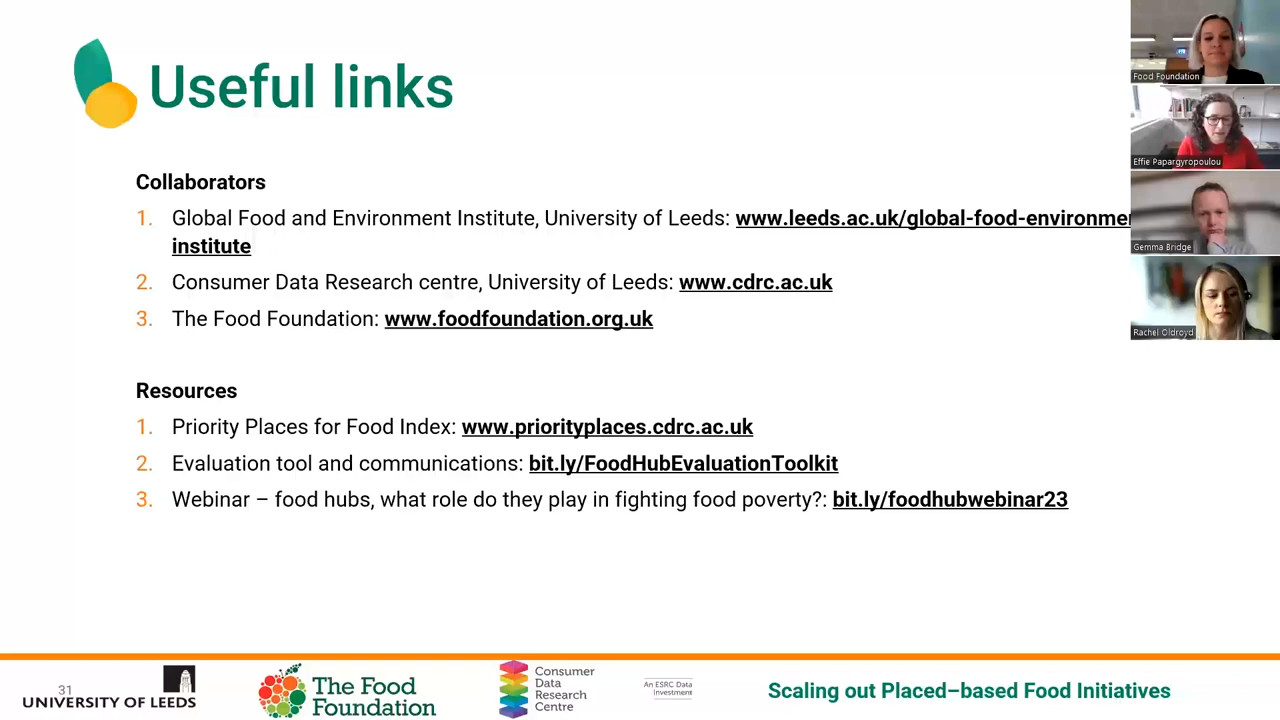 Useful links
Collaborators
1. Global Food and Environment Institute, University of Leeds: www.leeds.ac.uk/global-food-environme
institute
2. Consumer Data Research centre, University of Leeds: www.cdrc.ac.uk
3. The Food Foundation: www.foodfoundation.org.uk
Resources
1. Priority Places for Food Index: www.priorityplaces.cdrc.ac.uk
2. Evaluation tool and communications: bit.ly/FoodHubEvaluationToolkit
3. Webinar – food hubs, what role do they play in fighting food poverty?: bit.ly/foodhubwebinar23
Food Foundation
Effie Papargyropoulou
Gemma Bridge
Rachel Oldroyd
31
UNIVERSITY OF LEEDS
The Food
Foundation
Consumer
Data
Research
Centre
An ESRC Data
Investment
Scaling out Placed–based Food Initiatives